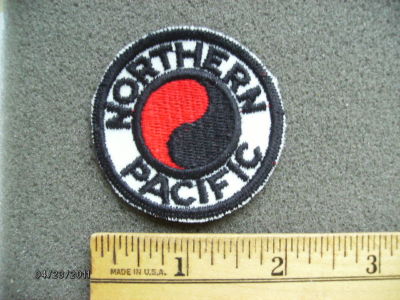 NORTHERN
PACIFIC
04/23/2011
MADE IN U.S.A.
1 2 3